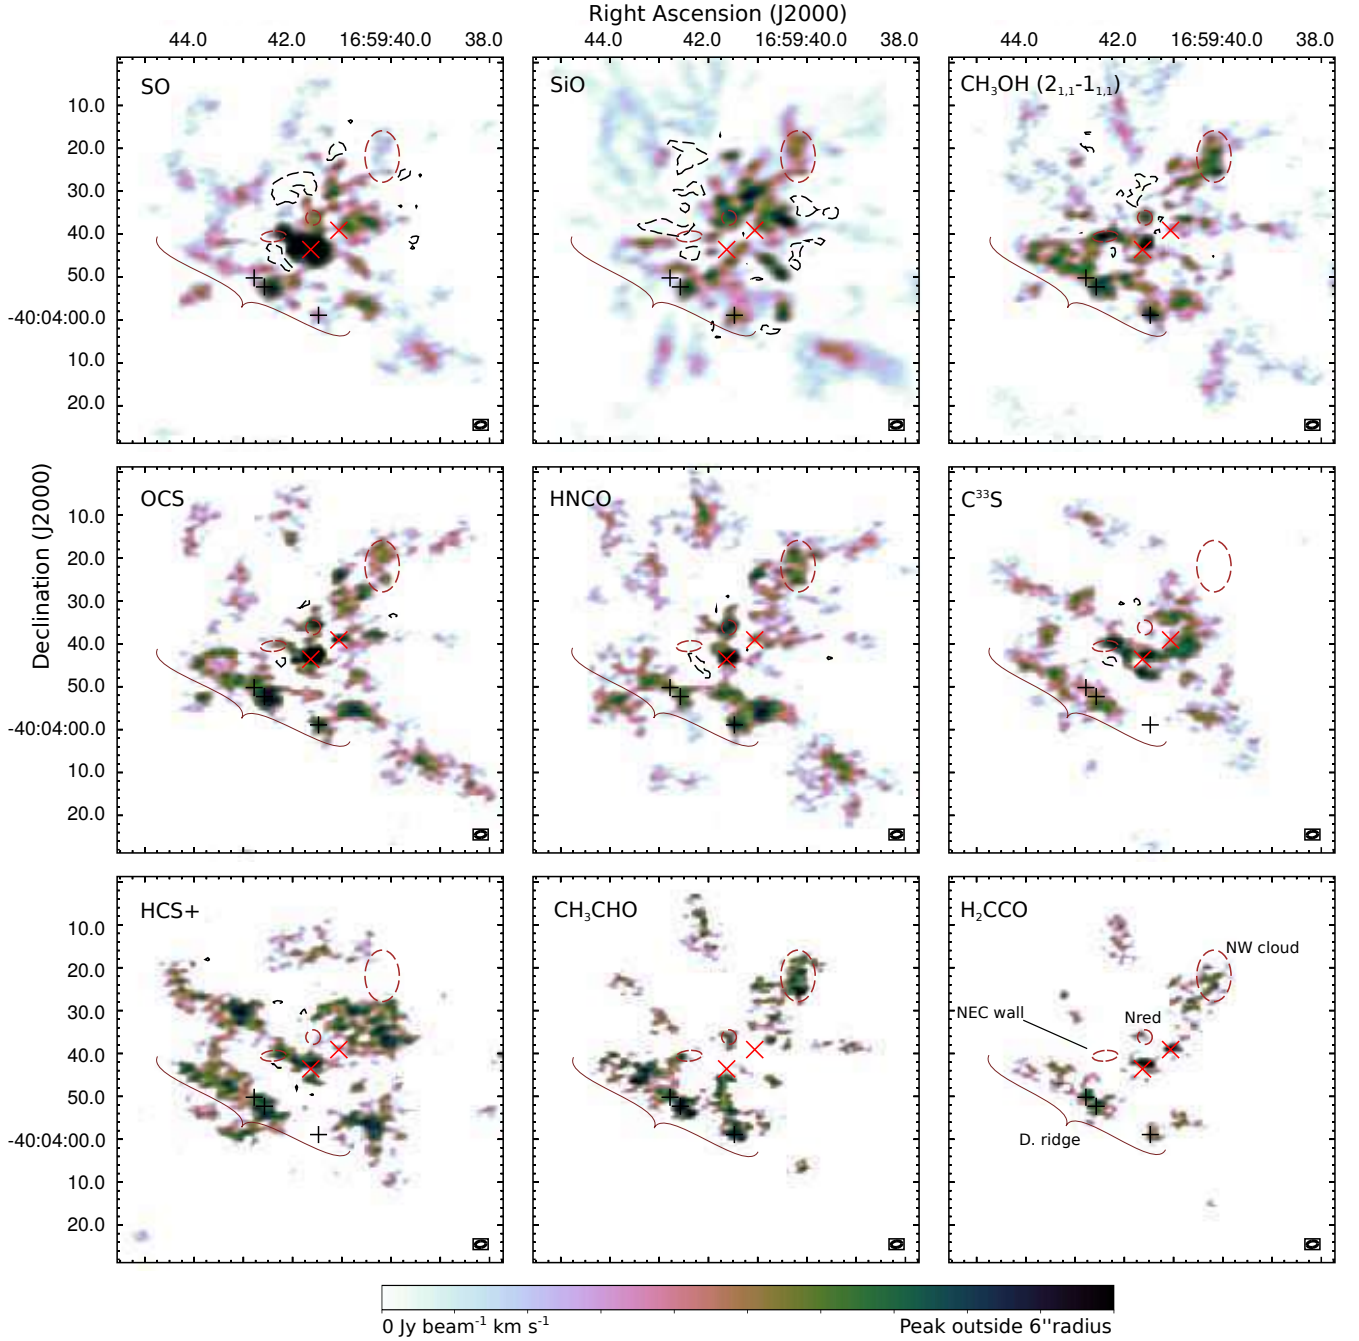 Right Ascension (J2000)
44.0 42.0 16:59:40.0 38.0 44.0 42.0 16:59:40.0 38.0 44.0 42.0 16:59:40.0 38.0
SO
SiO
CH₃OH (2₁,₁-1₁,₁)
10.0
20.0
30.0
40.0
50.0
-40:04:00.0
10.0
20.0
Declination (J2000)
OCS
HNCO
C³³S
10.0
20.0
30.0
40.0
50.0
-40:04:00.0
10.0
20.0
HCS+
CH₃CHO
H₂CCO
10.0
20.0
30.0
40.0
50.0
-40:04:00.0
10.0
20.0
NW cloud
NEC wall
Nred
D. ridge
0 Jy beam⁻¹ km s⁻¹
Peak outside 6''radius